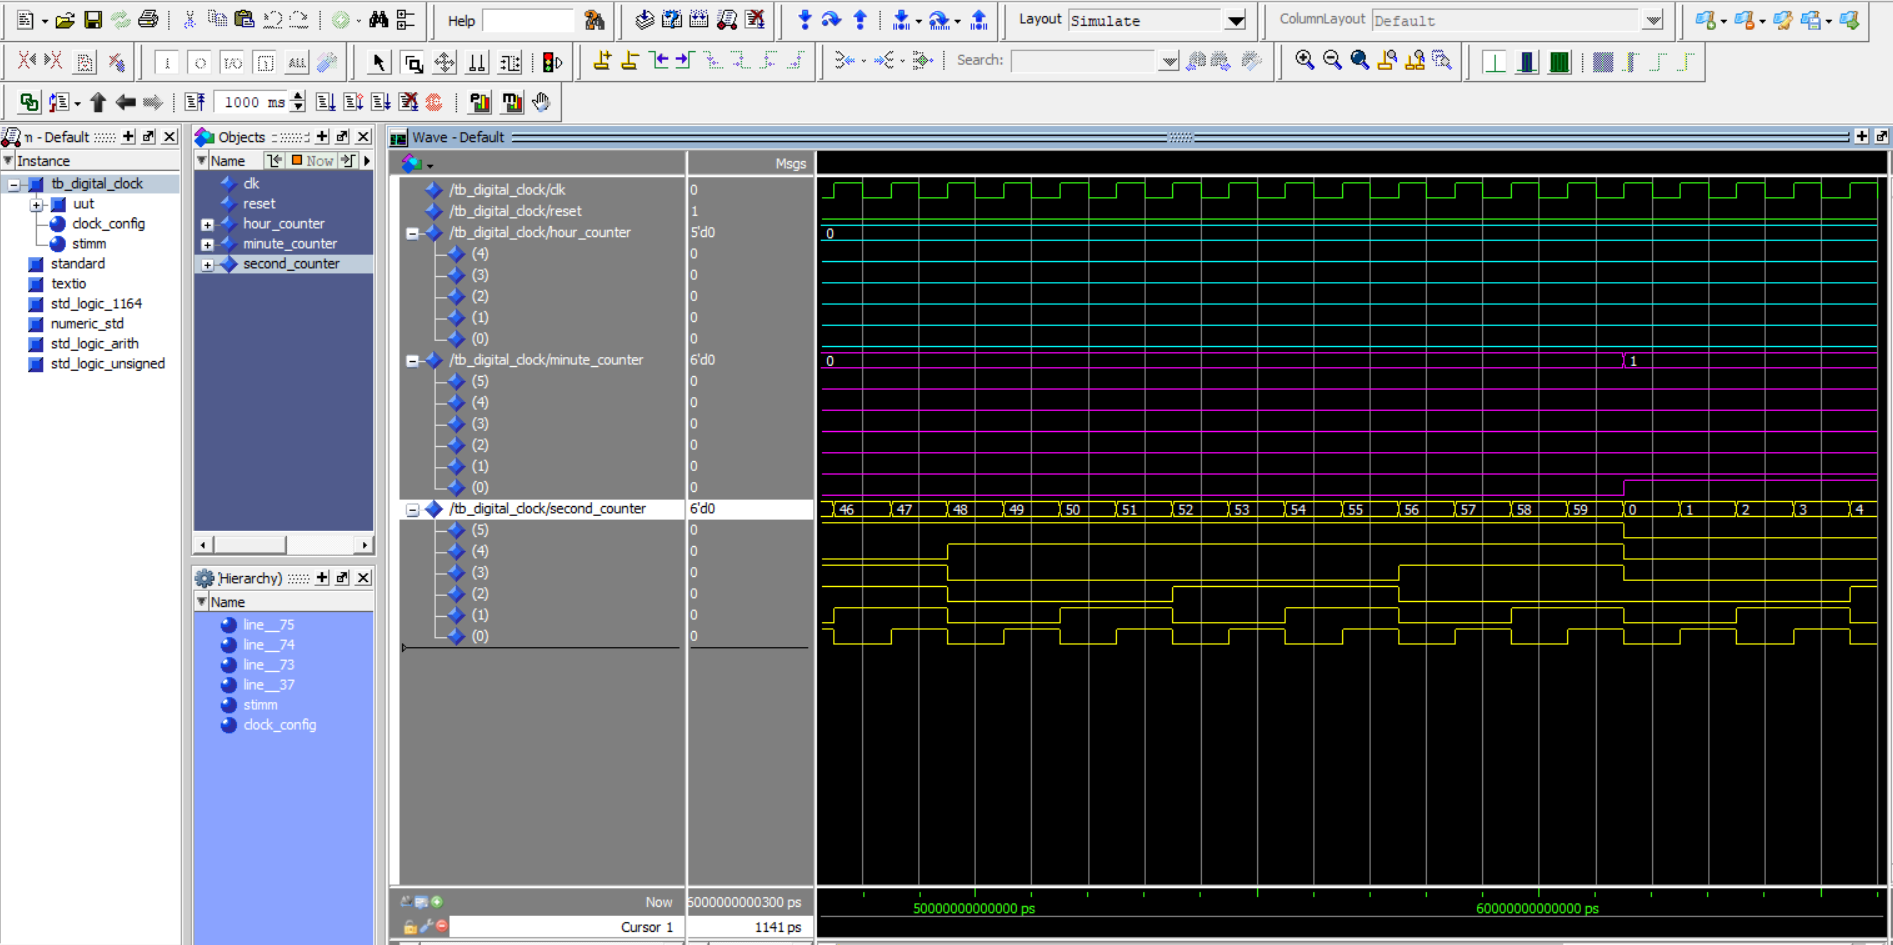 Help
Layout Simulate
ColumnLayout Default
I O I/O ALL
Search:
1000 ms
n - Default
Instance
tb_digital_clock
uut
clock_config
stimm
standard
textio
std_logic_1164
numeric_std
std_logic_arith
std_logic_unsigned
Objects
Name Now
clk
reset
hour_counter
minute_counter
second_counter
Hierarchy)
Name
line__75
line__74
line__73
line__37
stimm
clock_config
Wave - Default
Msgs
/tb_digital_clock/clk 0
/tb_digital_clock/reset 1
/tb_digital_clock/hour_counter 5'd0 0
(4) 0
(3) 0
(2) 0
(1) 0
(0) 0
/tb_digital_clock/minute_counter 6'd0 0 1
(5) 0
(4) 0
(3) 0
(2) 0
(1) 0
(0) 0
/tb_digital_clock/second_counter 6'd0 46 47 48 49 50 51 52 53 54 55 56 57 58 59 0 1 2 3 4
(5) 0
(4) 0
(3) 0
(2) 0
(1) 0
(0) 0
Now 5000000000300 ps
Cursor 1 1141 ps
50000000000000 ps 60000000000000 ps